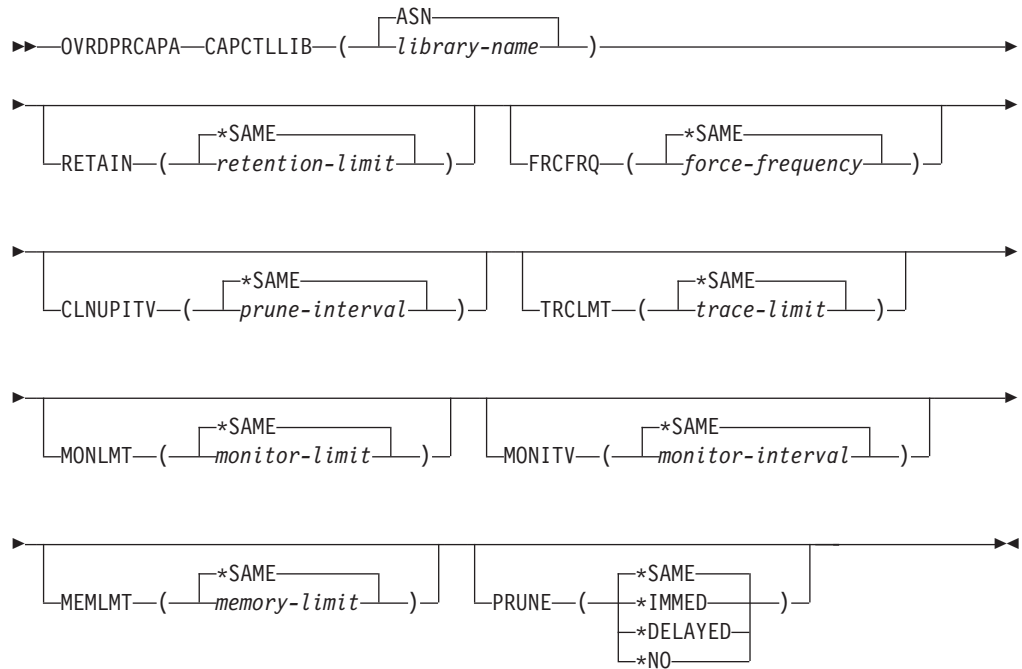 ASN
OVRDPRCAPA CAPCTLLIB ( library-name )
*SAME *SAME
RETAIN ( retention-limit ) FRCFRQ ( force-frequency )
*SAME *SAME
CLNUPITV ( prune-interval ) TRCLMT ( trace-limit )
*SAME *SAME
MONLMT ( monitor-limit ) MONITV ( monitor-interval )
*SAME *SAME
MEMLMT ( memory-limit ) PRUNE ( *IMMED )
*DELAYED
*NO